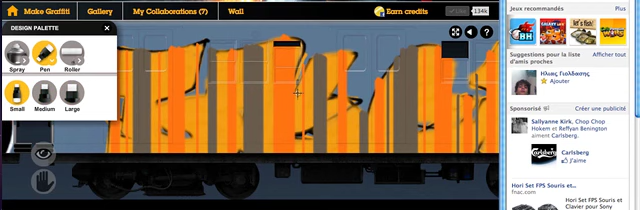 Make Graffiti
Gallery
My Collaborations (7)
Wall
Earn credits
Like
134k
DESIGN PALETTE
Spray
Pen
Roller
Small
Medium
Large
Jeux recommandés
Plus
Suggestions pour la liste
d'amis proches
Afficher tout
Ηλιας Γιολδασης
Ajouter
Sponsorisé
Créer une publicité
Sallyanne Kirk, Chop Chop
Hokem et Reffyan Benington
aiment Carlsberg.
Carlsberg
J'aime
Hori Set FPS Souris et...
fnac.com
Hori Set FPS Souris et
Clavier pour Sony